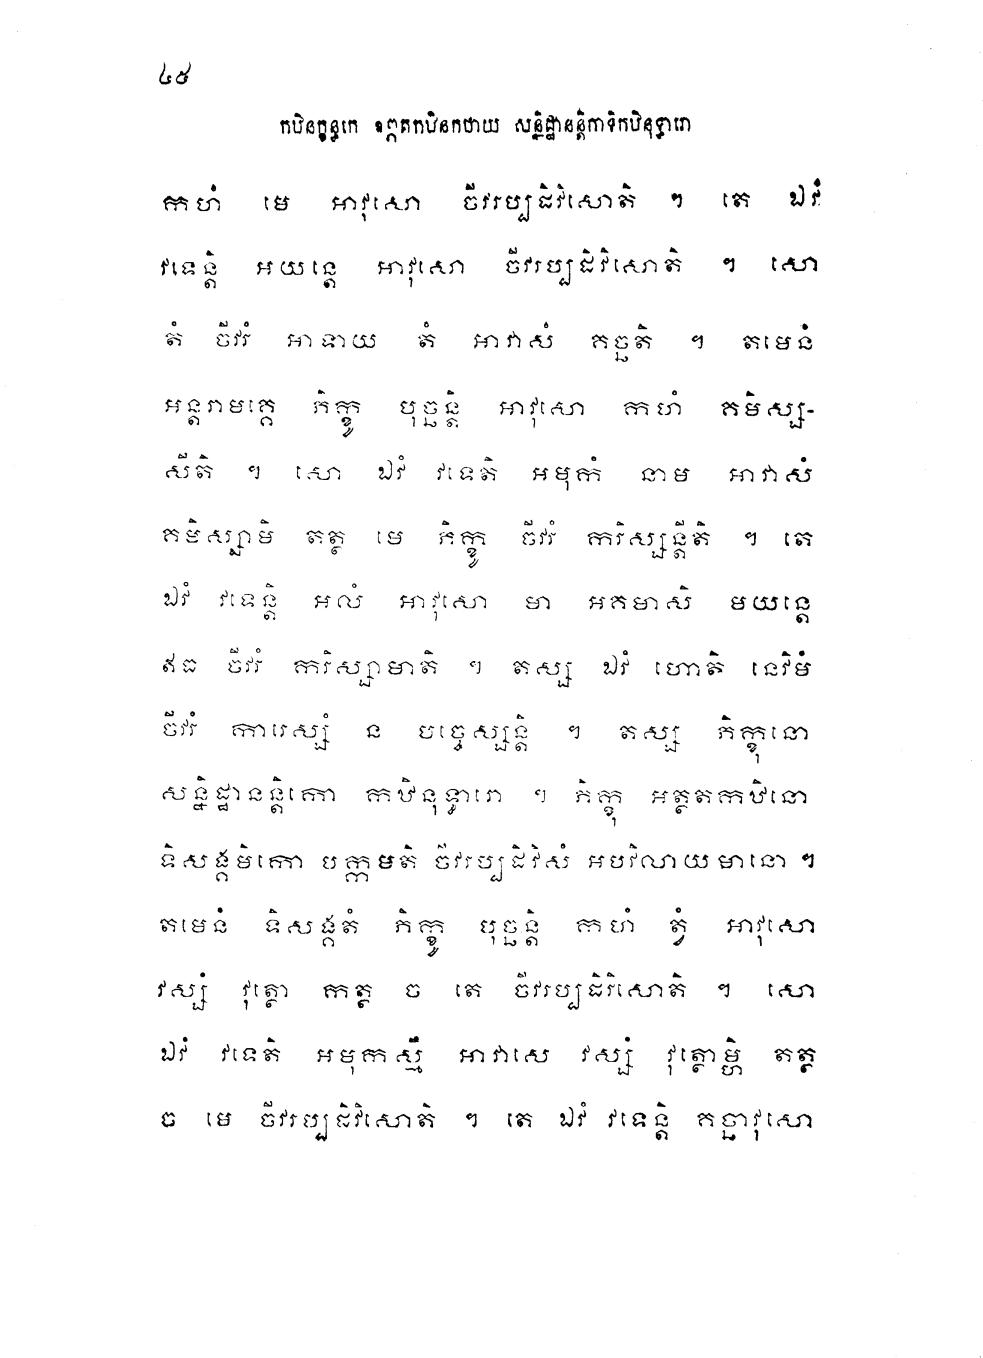 ៤៩
កឋិនក្ខន្ធកេ ឧព្ភតកឋិនកថាយ សន្និដ្ឋានន្តិកាទិកឋិនុទ្ធារោ
កហំ មេ អាវុសោ ចីវរប្បដិវិសោតិ ។ តេ ឯវំ
វទេន្តិ អយន្តេ អាវុសោ ចីវរប្បដិវិសោតិ ។ សោ
តំ ចីវរំ អាទាយ តំ អាវាសំ គច្ឆតិ ។ តមេនំ
អន្តរាមគ្គេ ភិក្ខូ បុច្ឆន្តិ អាវុសោ កហំ គមិស្ស-
សីតិ ។ សោ ឯវំ វទេតិ អមុកំ នាម អាវាសំ
គមិស្សាមិ តត្ថ មេ ភិក្ខូ ចីវរំ ការិស្សន្តីតិ ។ តេ
ឯវំ វទេន្តិ អលំ អាវុសោ មា អគមាសិ មយន្តេ
ឥធ ចីវរំ ការិស្សាមាតិ ។ តស្ស ឯវំ ហោតិ នេវិមំ
ចីវរំ ការេស្សំ ន បច្ចេស្សន្តិ ។ តស្ស ភិក្ខុនោ
សន្និដ្ឋានន្តិកោ កឋិនុទ្ធារោ ។ ភិក្ខុ អត្ថតកឋិនោ
ទិសង្គមិកោ បក្កមតិ ចីវរប្បដិវិសំ អបវិលាយមានោ ។
តមេនំ ទិសង្គតំ ភិក្ខូ បុច្ឆន្តិ កហំ ត្វំ អាវុសោ
វស្សំ វុត្ថោ កត្ថ ច តេ ចីវរប្បដិវិសោតិ ។ សោ
ឯវំ វទេតិ អមុកស្មឹ អាវាសេ វស្សំ វុត្ថោម្ហិ តត្ថ
ច មេ ចីវរប្បដិវិសោតិ ។ តេ ឯវំ វទេន្តិ គច្ឆាវុសោ